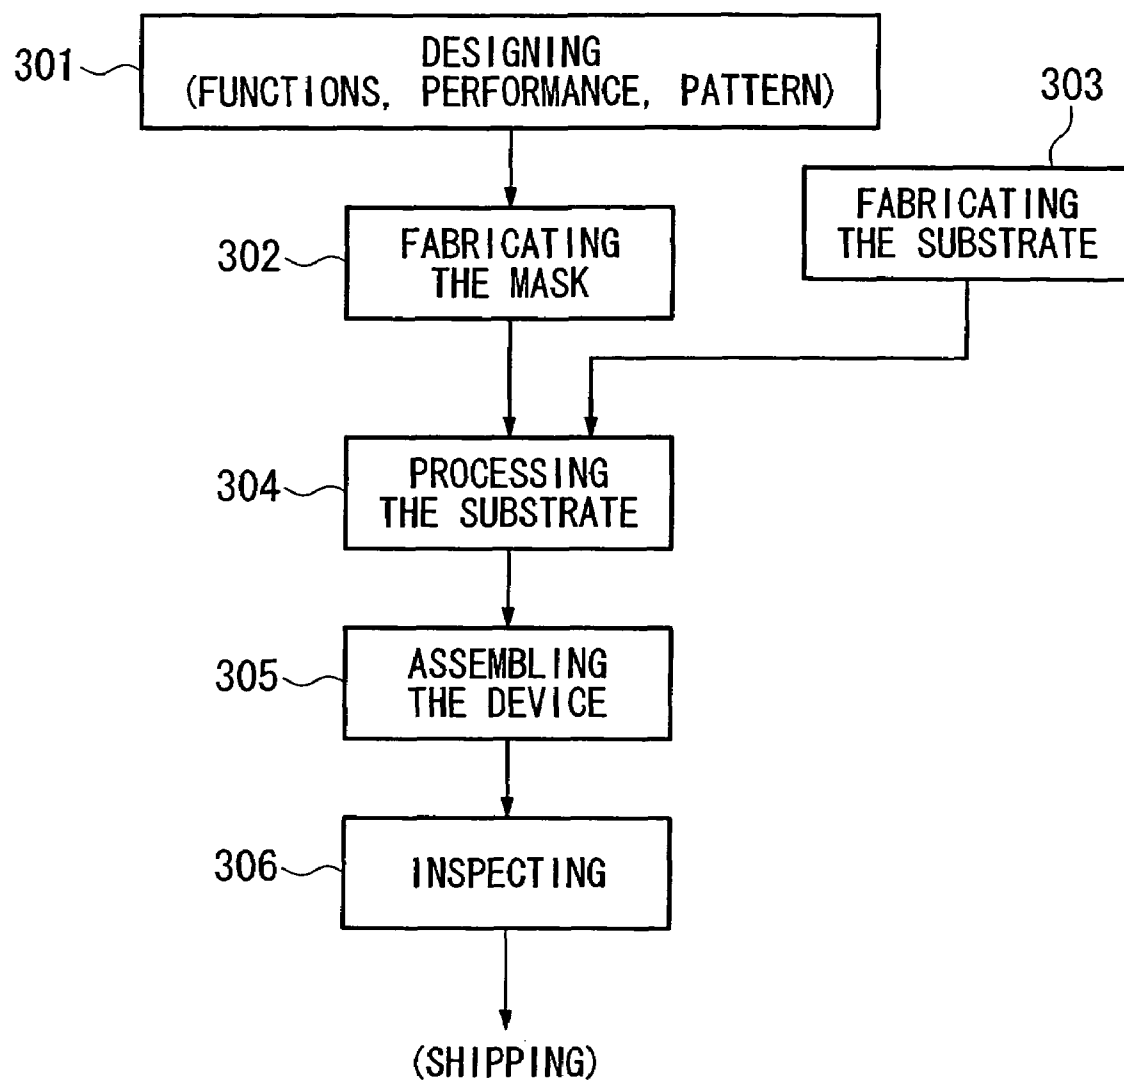 301
DESIGNING
(FUNCTIONS, PERFORMANCE, PATTERN)
303
FABRICATING
THE SUBSTRATE
302
FABRICATING
THE MASK
304
PROCESSING
THE SUBSTRATE
305
ASSEMBLING
THE DEVICE
306
INSPECTING
(SHIPPING)